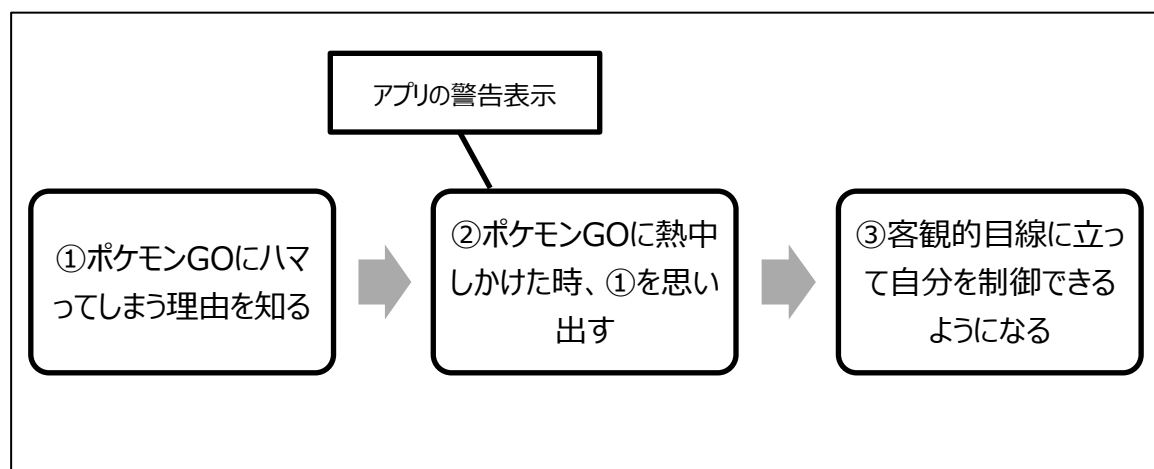 アプリの警告表示
①ポケモンGOにハマ
ってしまう理由を知る
②ポケモンGOに熱中
しかけた時、①を思い
出す
③客観的目線に立っ
て自分を制御できる
ようになる